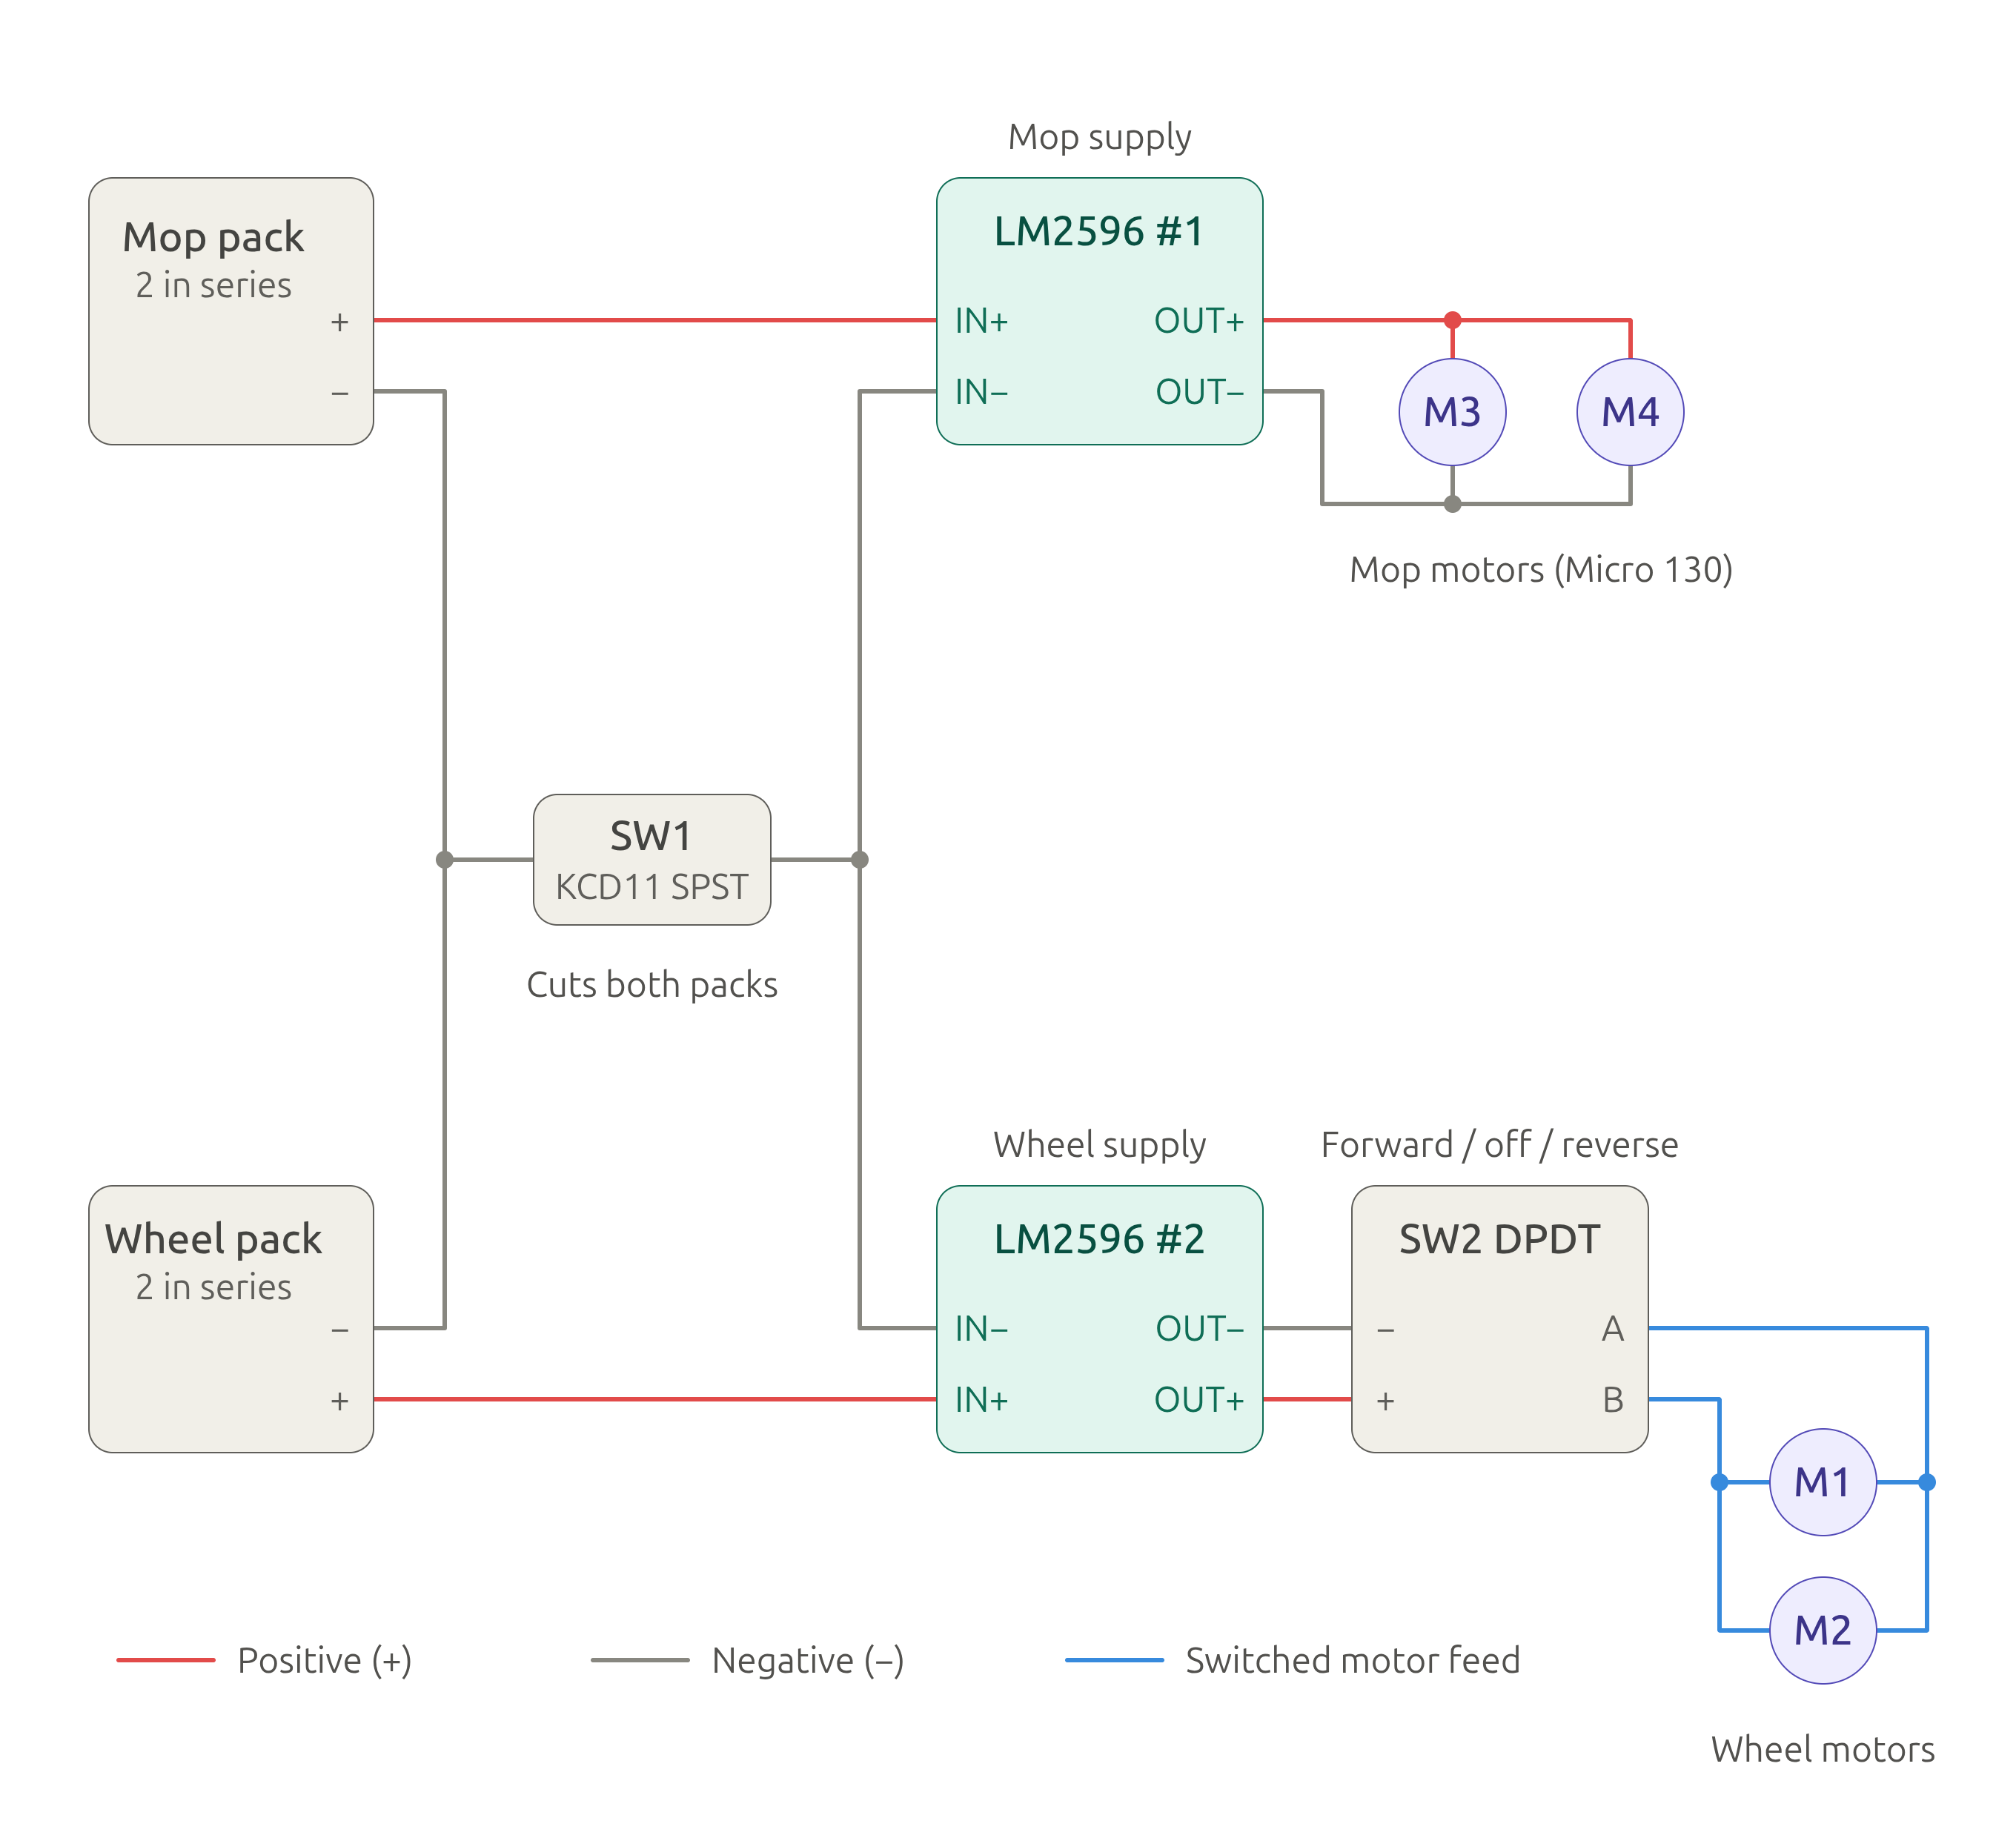 Mop supply
Mop pack
2 in series
+
–
LM2596 #1
IN+
OUT+
IN–
OUT–
M3
M4
Mop motors (Micro 130)
SW1
KCD11 SPST
Cuts both packs
Wheel supply
Forward / off / reverse
Wheel pack
2 in series
–
+
LM2596 #2
IN–
OUT–
IN+
OUT+
SW2 DPDT
–
A
+
B
M1
M2
Wheel motors
Positive (+)
Negative (–)
Switched motor feed